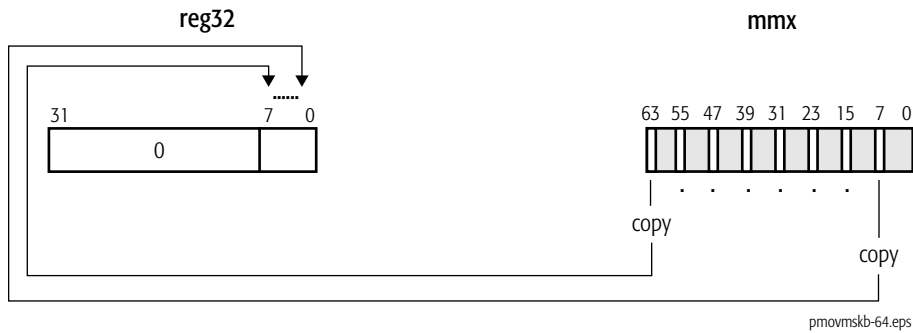 reg32 mmx
......
31 7 0 63 55 47 39 31 23 15 7 0
0
. . . . . .
copy
copy
pmovmskb-64.eps